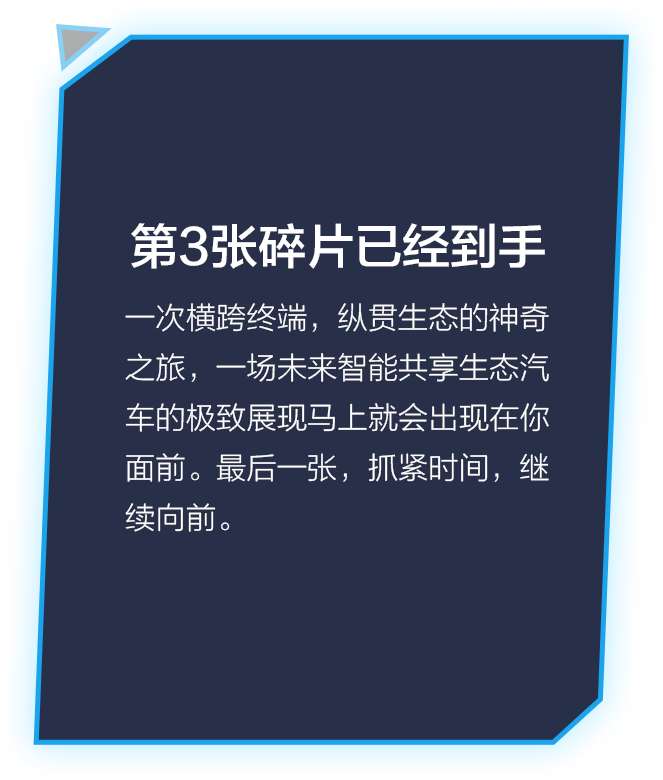 第3张碎片已经到手
一次横跨终端，纵贯生态的神奇
之旅，一场未来智能共享生态汽
车的极致展现马上就会出现在你
面前。最后一张，抓紧时间，继
续向前。